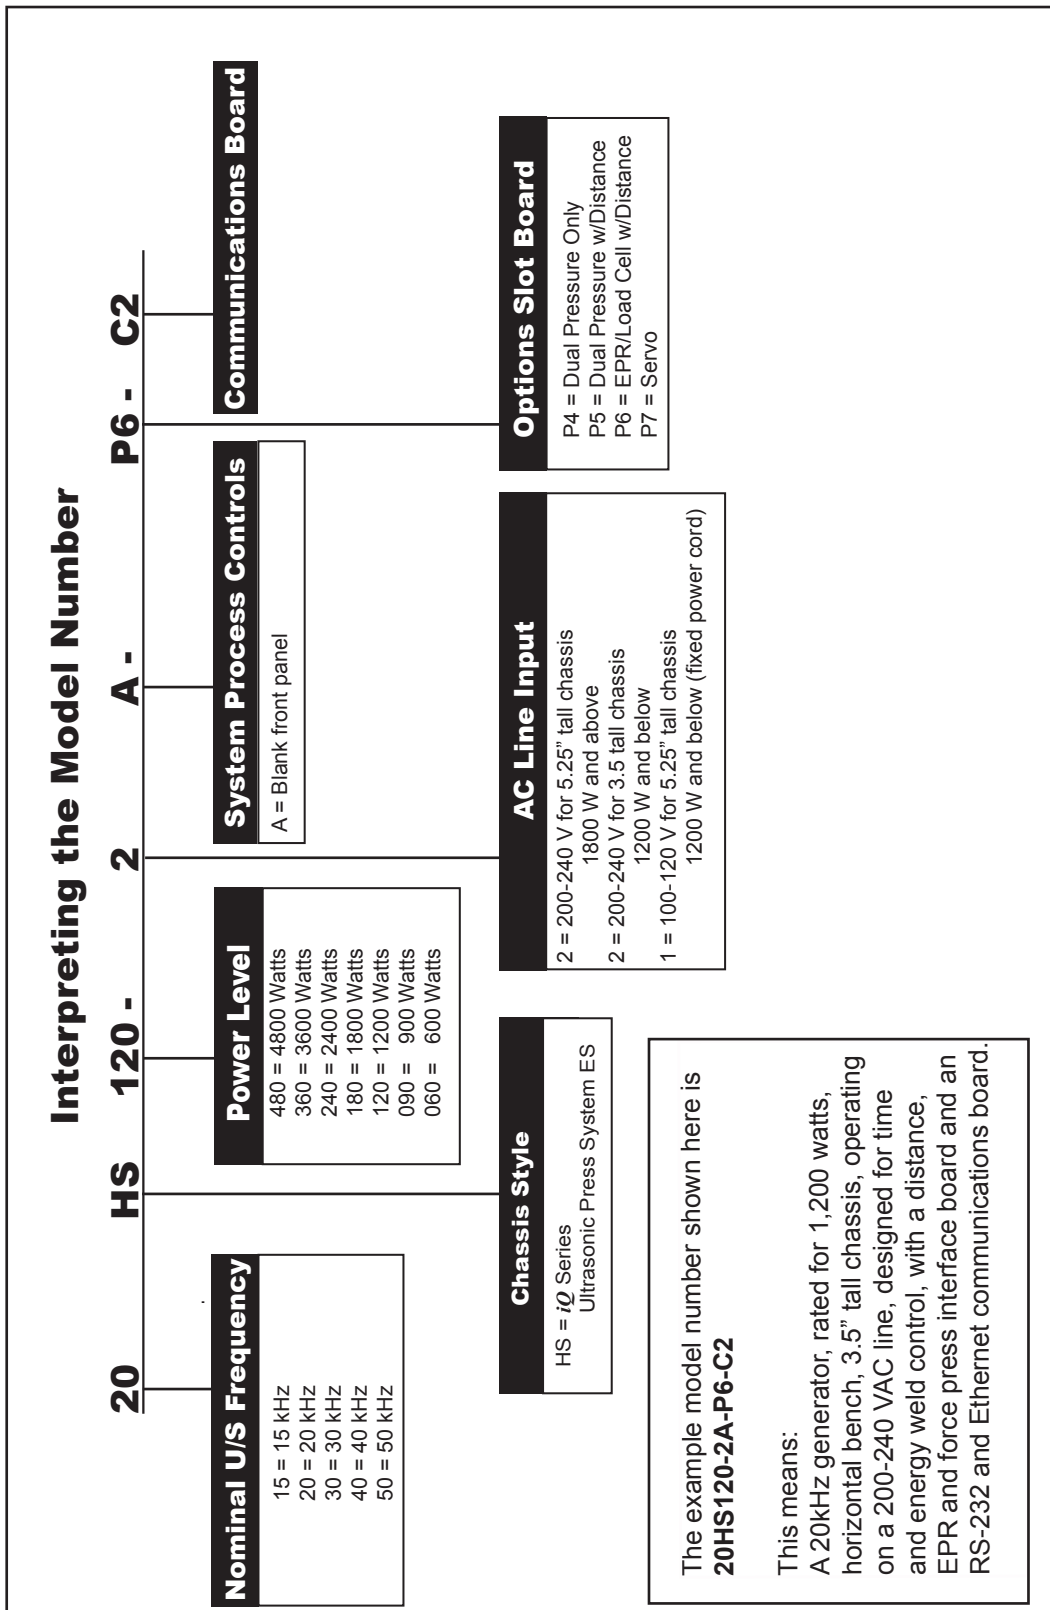 Interpreting the Model Number
20 HS 120 - 2 A - P6 - C2
Nominal U/S Frequency
15 = 15 kHz
20 = 20 kHz
30 = 30 kHz
40 = 40 kHz
50 = 50 kHz
Power Level
480 = 4800 Watts
360 = 3600 Watts
240 = 2400 Watts
180 = 1800 Watts
120 = 1200 Watts
090 = 900 Watts
060 = 600 Watts
System Process Controls
A = Blank front panel
Communications Board
Chassis Style
HS = iQ Series
Ultrasonic Press System ES
AC Line Input
2 = 200-240 V for 5.25” tall chassis
1800 W and above
2 = 200-240 V for 3.5 tall chassis
1200 W and below
1 = 100-120 V for 5.25” tall chassis
1200 W and below (fixed power cord)
Options Slot Board
P4 = Dual Pressure Only
P5 = Dual Pressure w/Distance
P6 = EPR/Load Cell w/Distance
P7 = Servo
The example model number shown here is
20HS120-2A-P6-C2
This means:
A 20kHz generator, rated for 1,200 watts,
horizontal bench, 3.5” tall chassis, operating
on a 200-240 VAC line, designed for time
and energy weld control, with a distance,
EPR and force press interface board and an
RS-232 and Ethernet communications board.